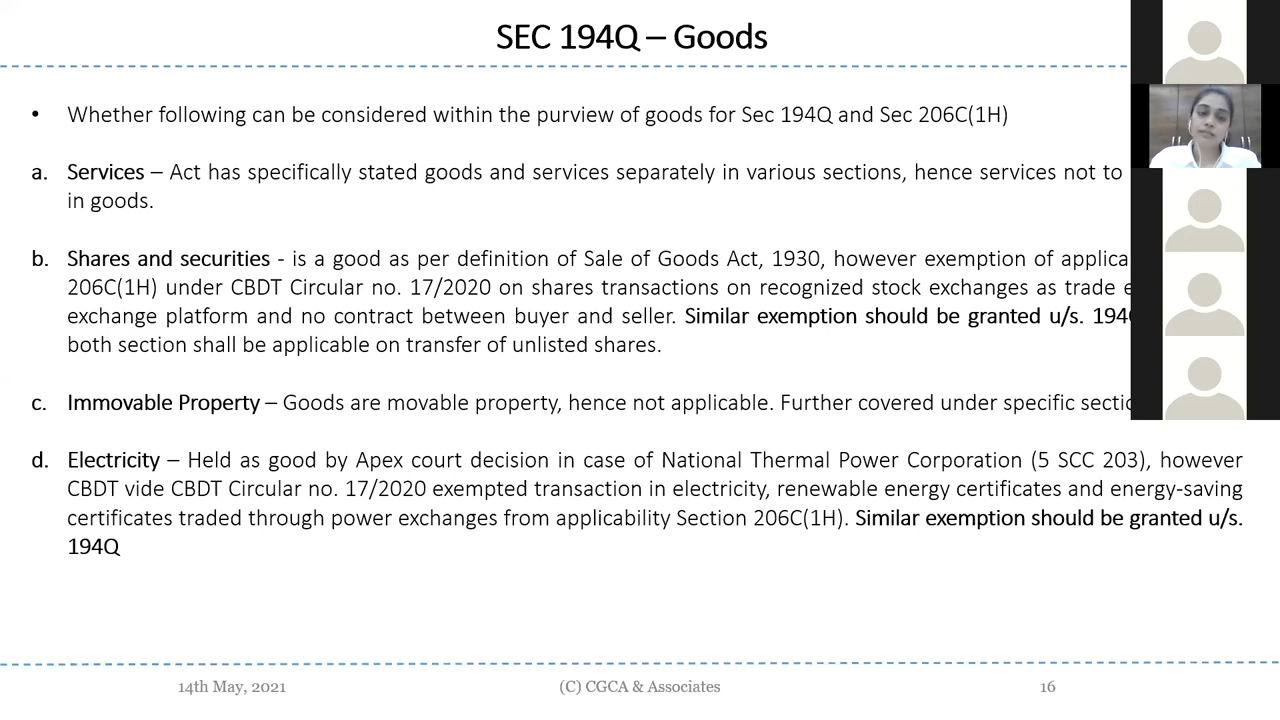 SEC 194Q – Goods
• Whether following can be considered within the purview of goods for Sec 194Q and Sec 206C(1H)
a. Services – Act has specifically stated goods and services separately in various sections, hence services not to
in goods.
b. Shares and securities - is a good as per definition of Sale of Goods Act, 1930, however exemption of
206C(1H) under CBDT Circular no. 17/2020 on shares transactions on recognized stock exchanges as trade
exchange platform and no contract between buyer and seller. Similar exemption should be granted u/s.
both section shall be applicable on transfer of unlisted shares.
c. Immovable Property – Goods are movable property, hence not applicable. Further covered under specific
d. Electricity – Held as good by Apex court decision in case of National Thermal Power Corporation (5 SCC 203), however
CBDT vide CBDT Circular no. 17/2020 exempted transaction in electricity, renewable energy certificates and energy-saving
certificates traded through power exchanges from applicability Section 206C(1H). Similar exemption should be granted u/s.
194Q
14th May, 2021
(C) CGCA & Associates
16